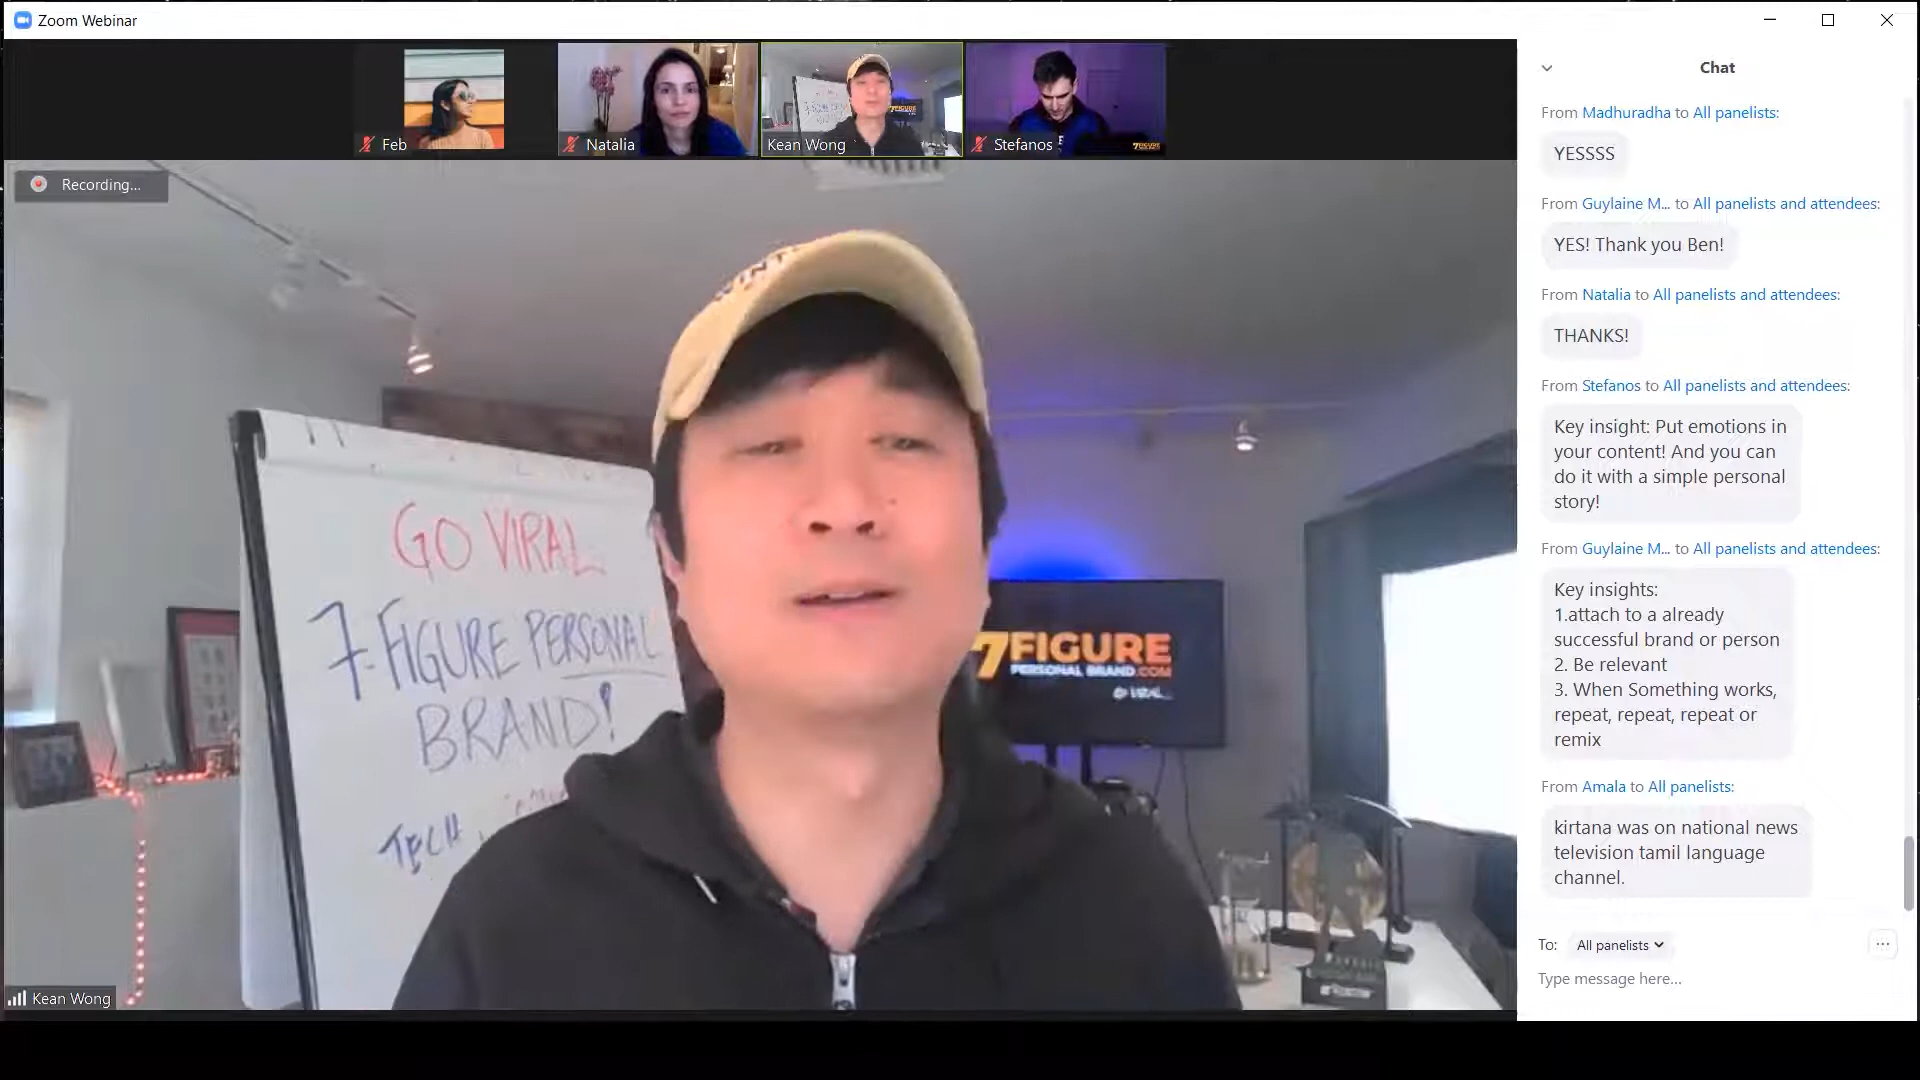 Zoom Webinar
Feb
Natalia
Kean Wong
Stefanos
Recording...
GO VIRAL
7-FIGURE PERSONAL
BRAND!
TECH
7FIGURE
PERSONAL BRAND.COM
Kean Wong
Chat
From Madhuradha to All panelists:
YESSSS
From Guylaine M... to All panelists and attendees:
YES! Thank you Ben!
From Natalia to All panelists and attendees:
THANKS!
From Stefanos to All panelists and attendees:
Key insight: Put emotions in
your content! And you can
do it with a simple personal
story!
From Guylaine M... to All panelists and attendees:
Key insights:
1.attach to a already
successful brand or person
2. Be relevant
3. When Something works,
repeat, repeat, repeat or
remix
From Amala to All panelists:
kirtana was on national news
television tamil language
channel.
To: All panelists
Type message here...